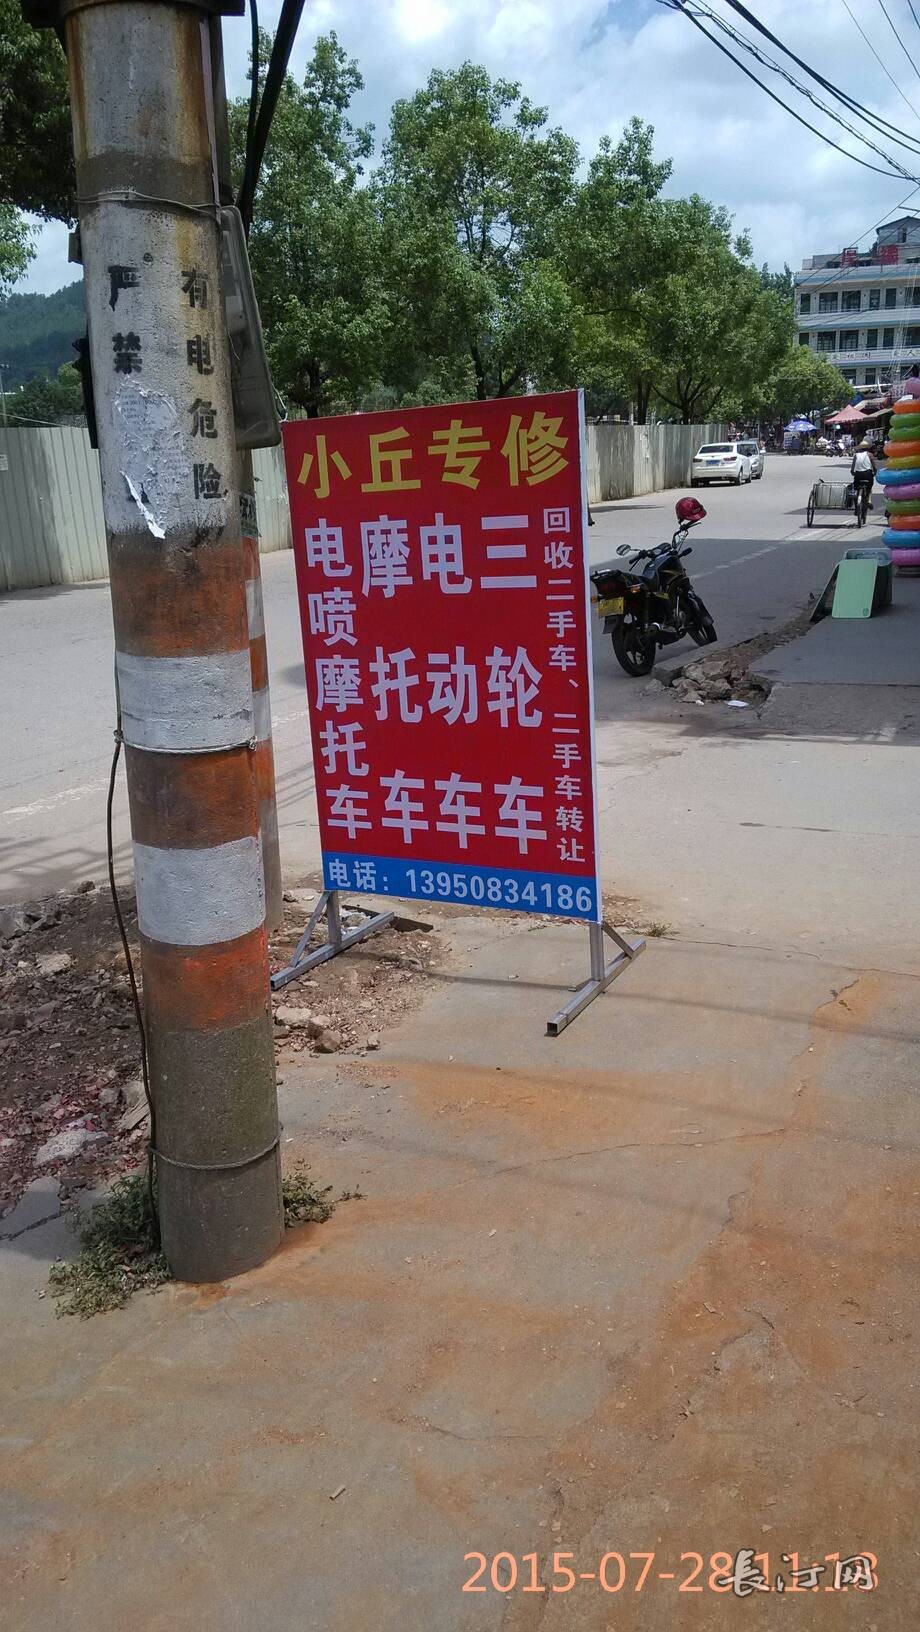 严禁
有电危险
小丘专修
电喷摩托车
摩托车
电动车
三轮车
回收二手车、二手车转让
电话：13950834186
2015-07-28 11:13
長汀网